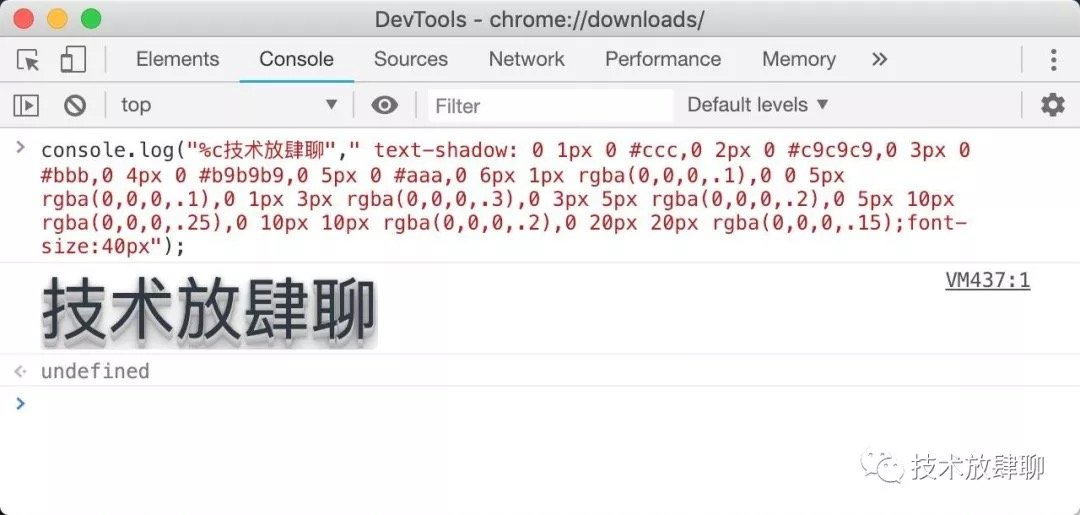 DevTools - chrome://downloads/
Elements Console Sources Network Performance Memory »
top ▼ Filter Default levels ▼
> console.log("%c技术放肆聊"," text-shadow: 0 1px 0 #ccc,0 2px 0 #c9c9c9,0 3px 0
#bbb,0 4px 0 #b9b9b9,0 5px 0 #aaa,0 6px 1px rgba(0,0,0,.1),0 0 5px
rgba(0,0,0,.1),0 1px 3px rgba(0,0,0,.3),0 3px 5px rgba(0,0,0,.2),0 5px 10px
rgba(0,0,0,.25),0 10px 10px rgba(0,0,0,.2),0 20px 20px rgba(0,0,0,.15);font-
size:40px");
技术放肆聊 VM437:1
undefined
>
技术放肆聊